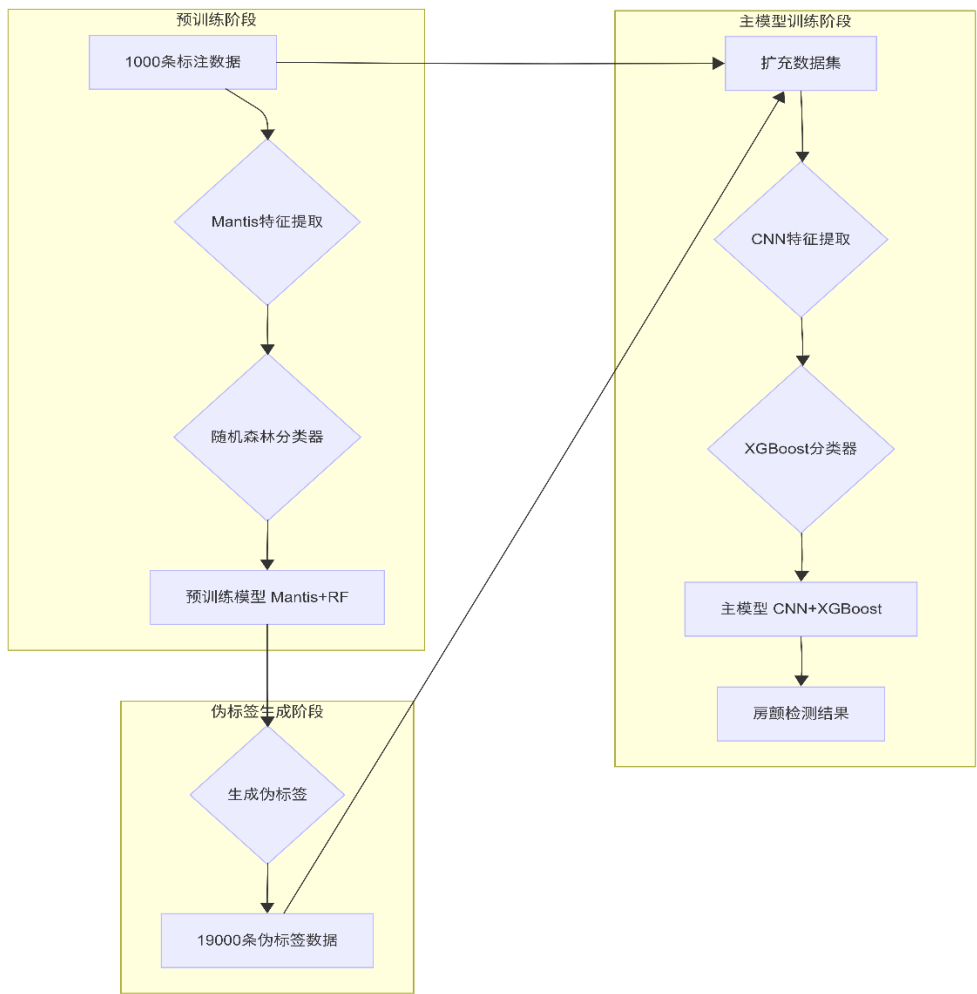 预训练阶段
1000条标注数据
Mantis特征提取
随机森林分类器
预训练模型 Mantis+RF
伪标签生成阶段
生成伪标签
19000条伪标签数据
主模型训练阶段
扩充数据集
CNN特征提取
XGBoost分类器
主模型 CNN+XGBoost
房颤检测结果